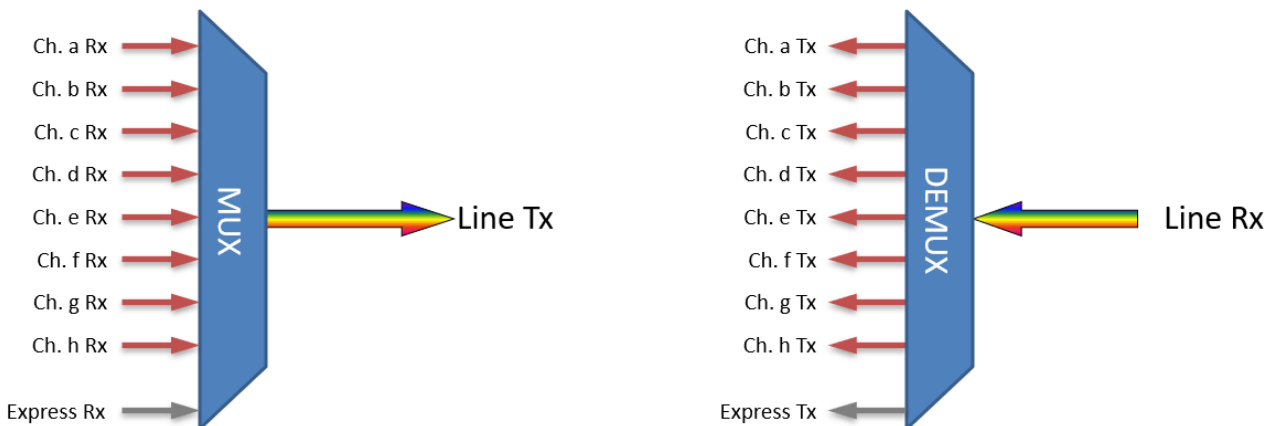 Ch. a Rx
Ch. b Rx
Ch. c Rx
Ch. d Rx
Ch. e Rx
Ch. f Rx
Ch. g Rx
Ch. h Rx
Express Rx
MUX
Line Tx
Ch. a Tx
Ch. b Tx
Ch. c Tx
Ch. d Tx
Ch. e Tx
Ch. f Tx
Ch. g Tx
Ch. h Tx
Express Tx
DEMUX
Line Rx